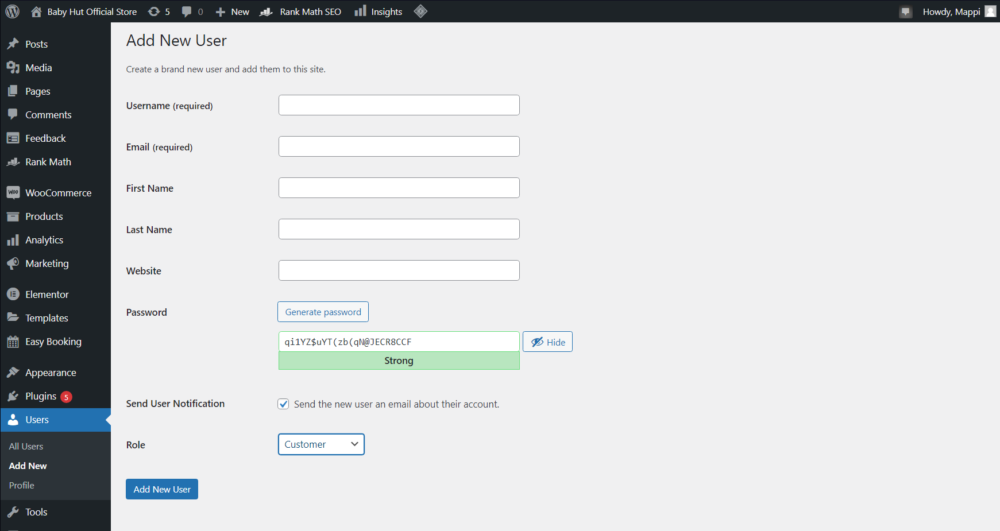 Baby Hut Official Store 5 0 New Rank Math SEO Insights Howdy, Mappi
Posts
Media
Pages
Comments
Feedback
Rank Math
Woo WooCommerce
Products
Analytics
Marketing
Elementor
Templates
Easy Booking
Appearance
Plugins 5
Users
All Users
Add New
Profile
Tools
Add New User
Create a brand new user and add them to this site.
Username (required)
Email (required)
First Name
Last Name
Website
Password Generate password
qi1YZ$uYT(zb(qN@JECR8CCF Hide
Strong
Send User Notification Send the new user an email about their account.
Role Customer
Add New User